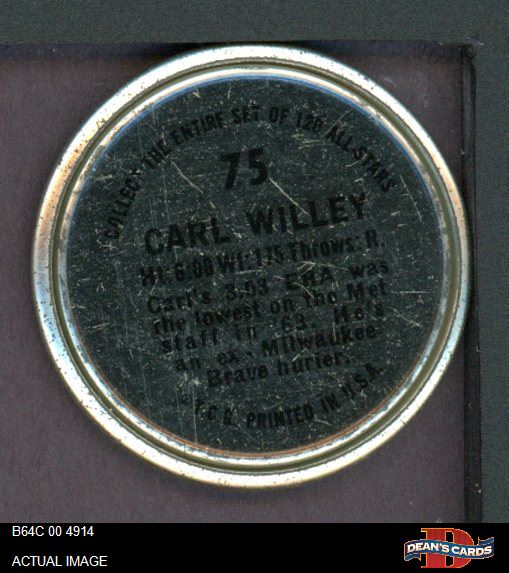 COLLECT THE ENTIRE SET OF 120 ALL-STARS
75
CARL WILLEY
Ht: 6:00 Wt: 175 Throws: R.
Carl's 3.03 ERA was
the lowest on the Met
staff in '63. He's
an ex-Milwaukee
Brave hurler.
© T.C.G. PRINTED IN U.S.A.
B64C 00 4914
ACTUAL IMAGE
D
DEAN'S CARDS